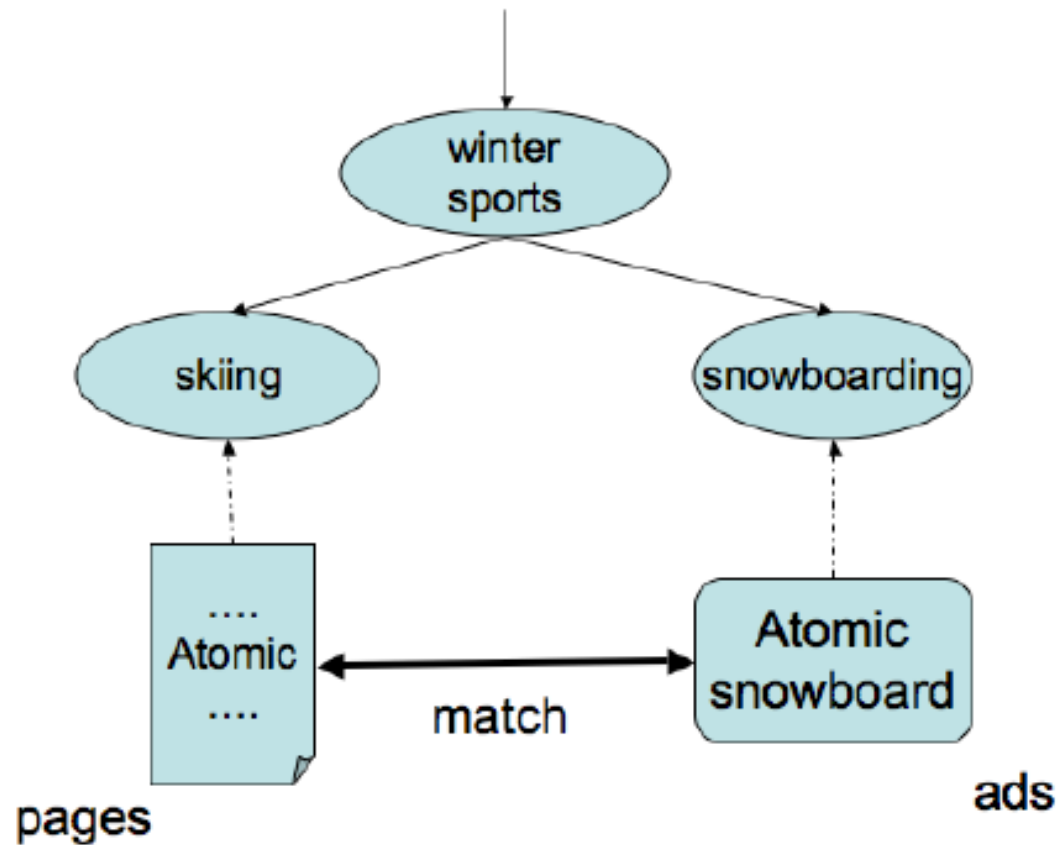 winter
sports
skiing
snowboarding
....
Atomic
....
Atomic
snowboard
match
pages
ads